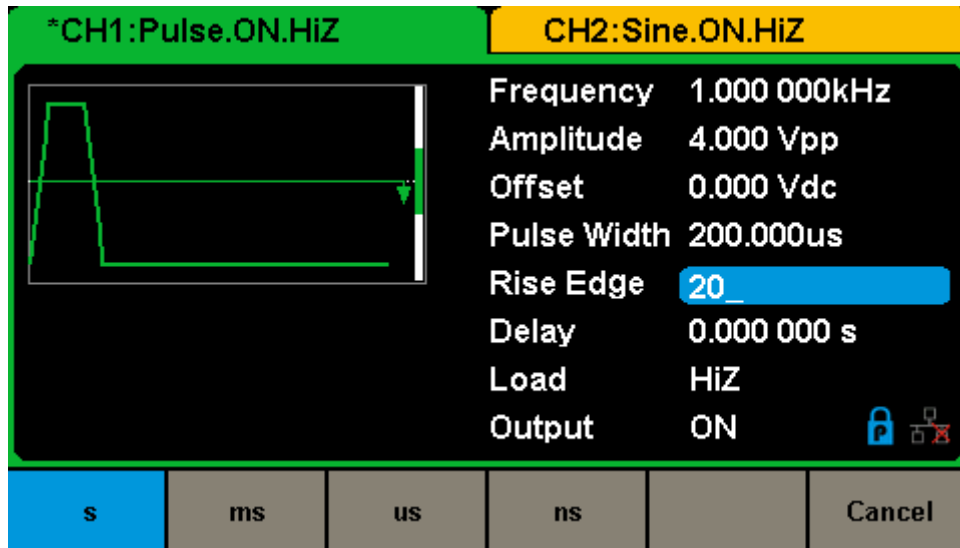 *CH1:Pulse.ON.HiZ CH2:Sine.ON.HiZ
Frequency 1.000 000kHz
Amplitude 4.000 Vpp
Offset 0.000 Vdc
Pulse Width 200.000us
Rise Edge 20_
Delay 0.000 000 s
Load HiZ
Output ON P
s ms us ns Cancel